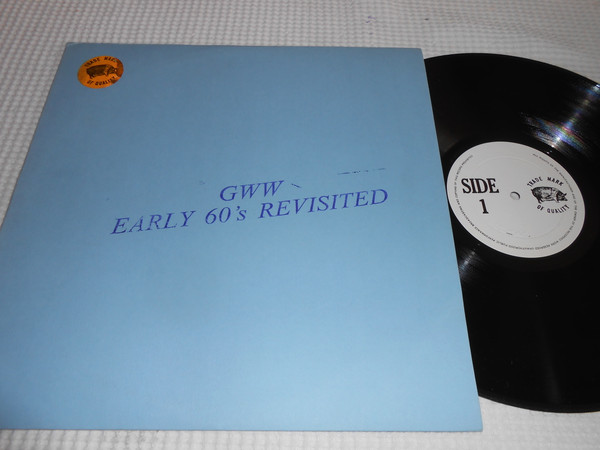 TRADE MARK
OF QUALITY
GWW
EARLY 60's REVISITED
SIDE
1
TRADE MARK
OF QUALITY